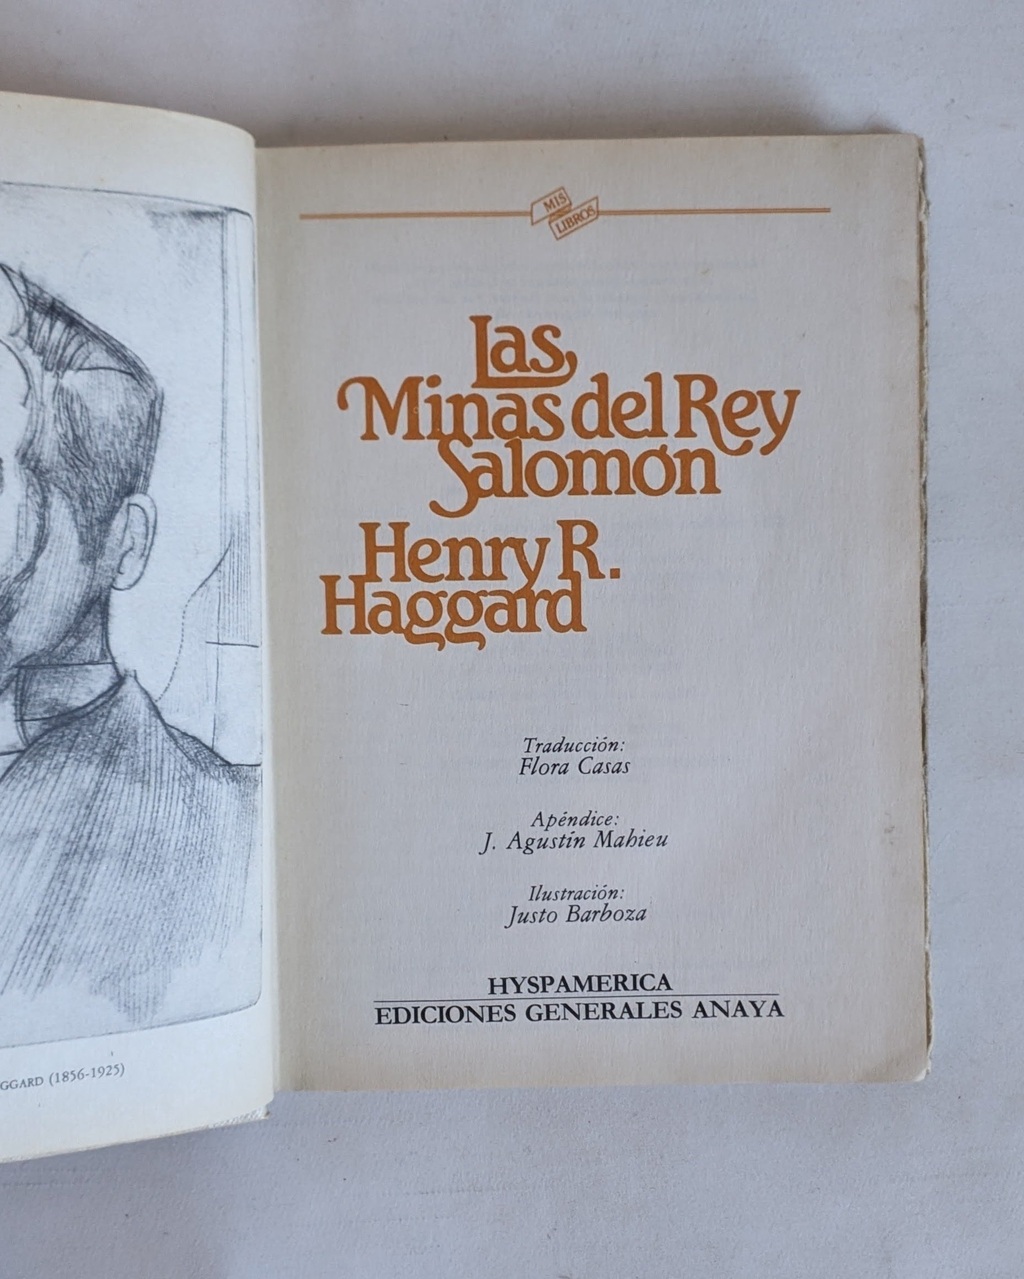 GGARD (1856-1925)
MIS
LIBROS
Las
Minas del Rey
Salomón
Henry R.
Haggard
Traducción:
Flora Casas
Apéndice:
J. Agustín Mahieu
Ilustración:
Justo Barboza
HYSPAMERICA
EDICIONES GENERALES ANAYA